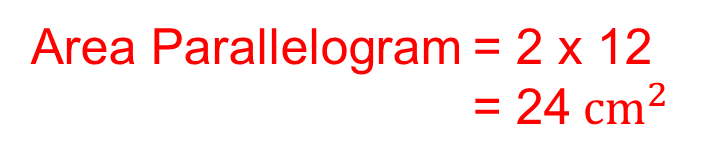 Area Parallelogram = 2 x 12
= 24 cm²